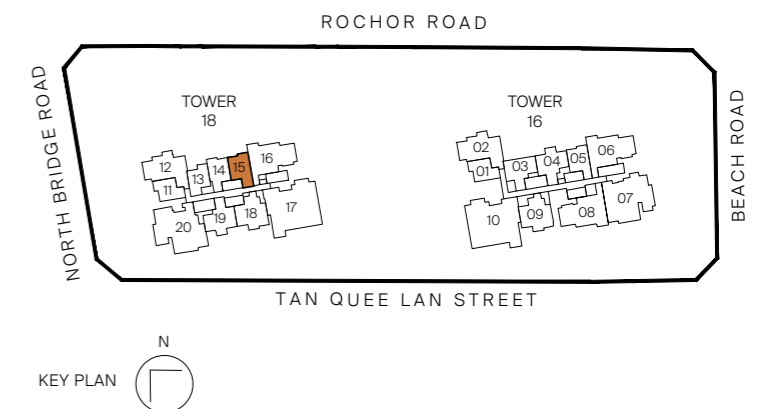 ROCHOR ROAD
NORTH BRIDGE ROAD
BEACH ROAD
TOWER
18
TOWER
16
12
11
13
14
15
16
20
19
18
17
02
01
03
04
05
06
10
09
08
07
TAN QUEE LAN STREET
N
KEY PLAN